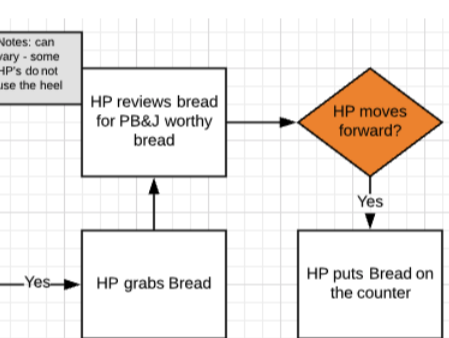 Notes: can
vary - some
HP's do not
use the heel
HP reviews bread
for PB&J worthy
bread
HP moves
forward?
Yes
Yes
HP grabs Bread
HP puts Bread on
the counter